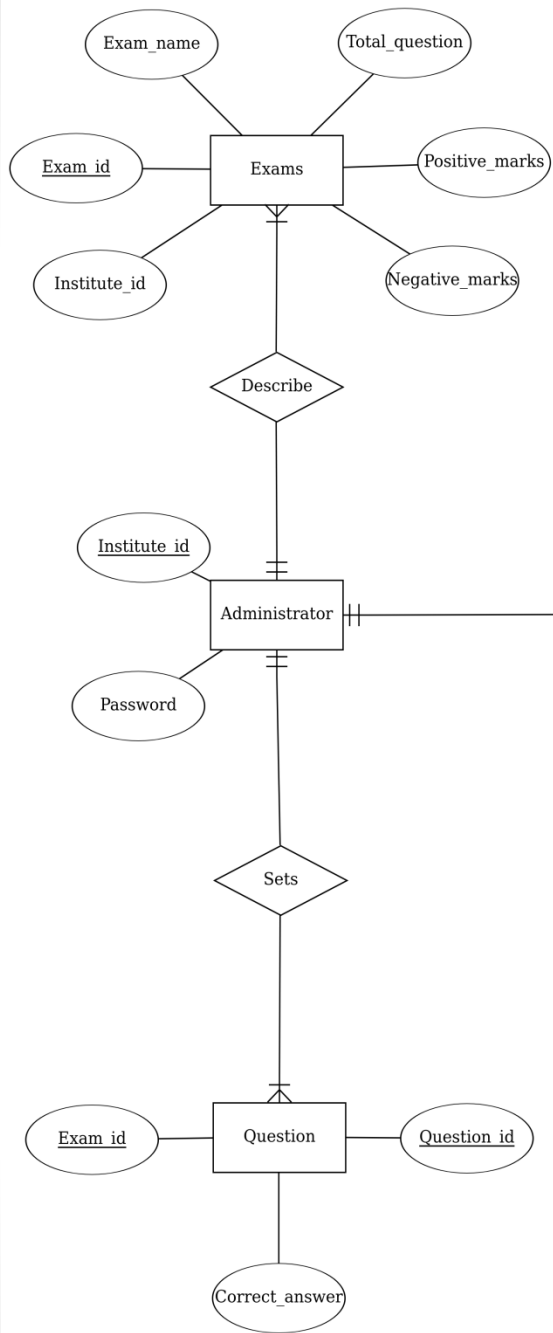 Exam_name
Total_question
Exam_id
Exams
Positive_marks
Institute_id
Negative_marks
Describe
Institute_id
Administrator
Password
Sets
Exam_id
Question
Question_id
Correct_answer